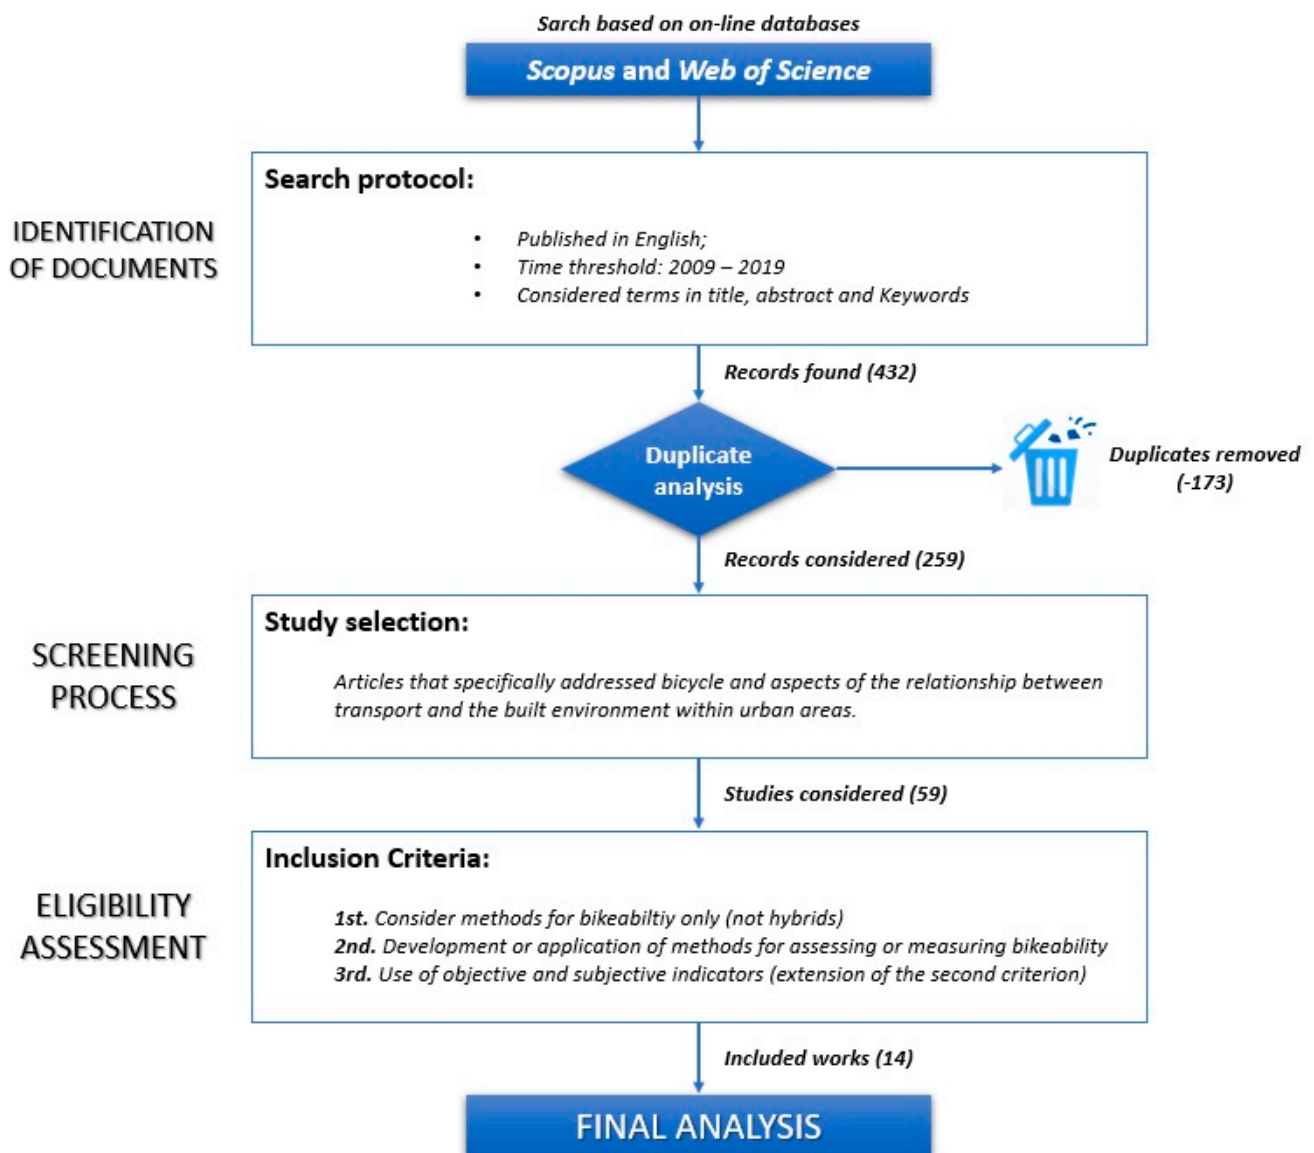 Sarch based on on-line databases
Scopus and Web of Science
IDENTIFICATION
OF DOCUMENTS
Search protocol:
• Published in English;
• Time threshold: 2009 – 2019
• Considered terms in title, abstract and Keywords
Records found (432)
Duplicate
analysis
Duplicates removed
(-173)
Records considered (259)
SCREENING
PROCESS
Study selection:
Articles that specifically addressed bicycle and aspects of the relationship between
transport and the built environment within urban areas.
Studies considered (59)
ELIGIBILITY
ASSESSMENT
Inclusion Criteria:
1st. Consider methods for bikeabiltiy only (not hybrids)
2nd. Development or application of methods for assessing or measuring bikeability
3rd. Use of objective and subjective indicators (extension of the second criterion)
Included works (14)
FINAL ANALYSIS